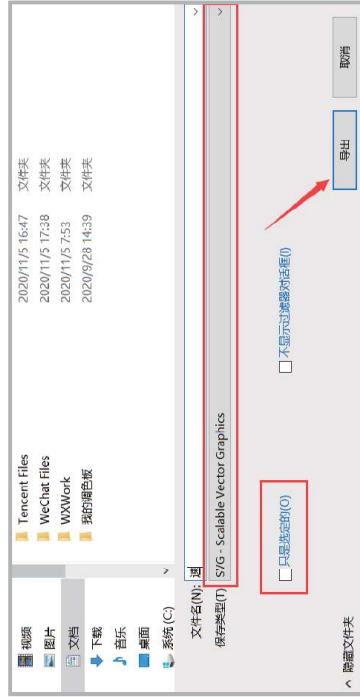 视频
图片
文档
下载
音乐
桌面
系统 (C:)
Tencent Files 2020/11/5 16:47 文件夹
WeChat Files 2020/11/5 17:38 文件夹
WXWork 2020/11/5 7:53 文件夹
我的调色板 2020/9/28 14:39 文件夹
文件名(N):
保存类型(T) SVG - Scalable Vector Graphics
只是选定的(O) 不显示过滤器对话框(I)
隐藏文件夹 导出 取消